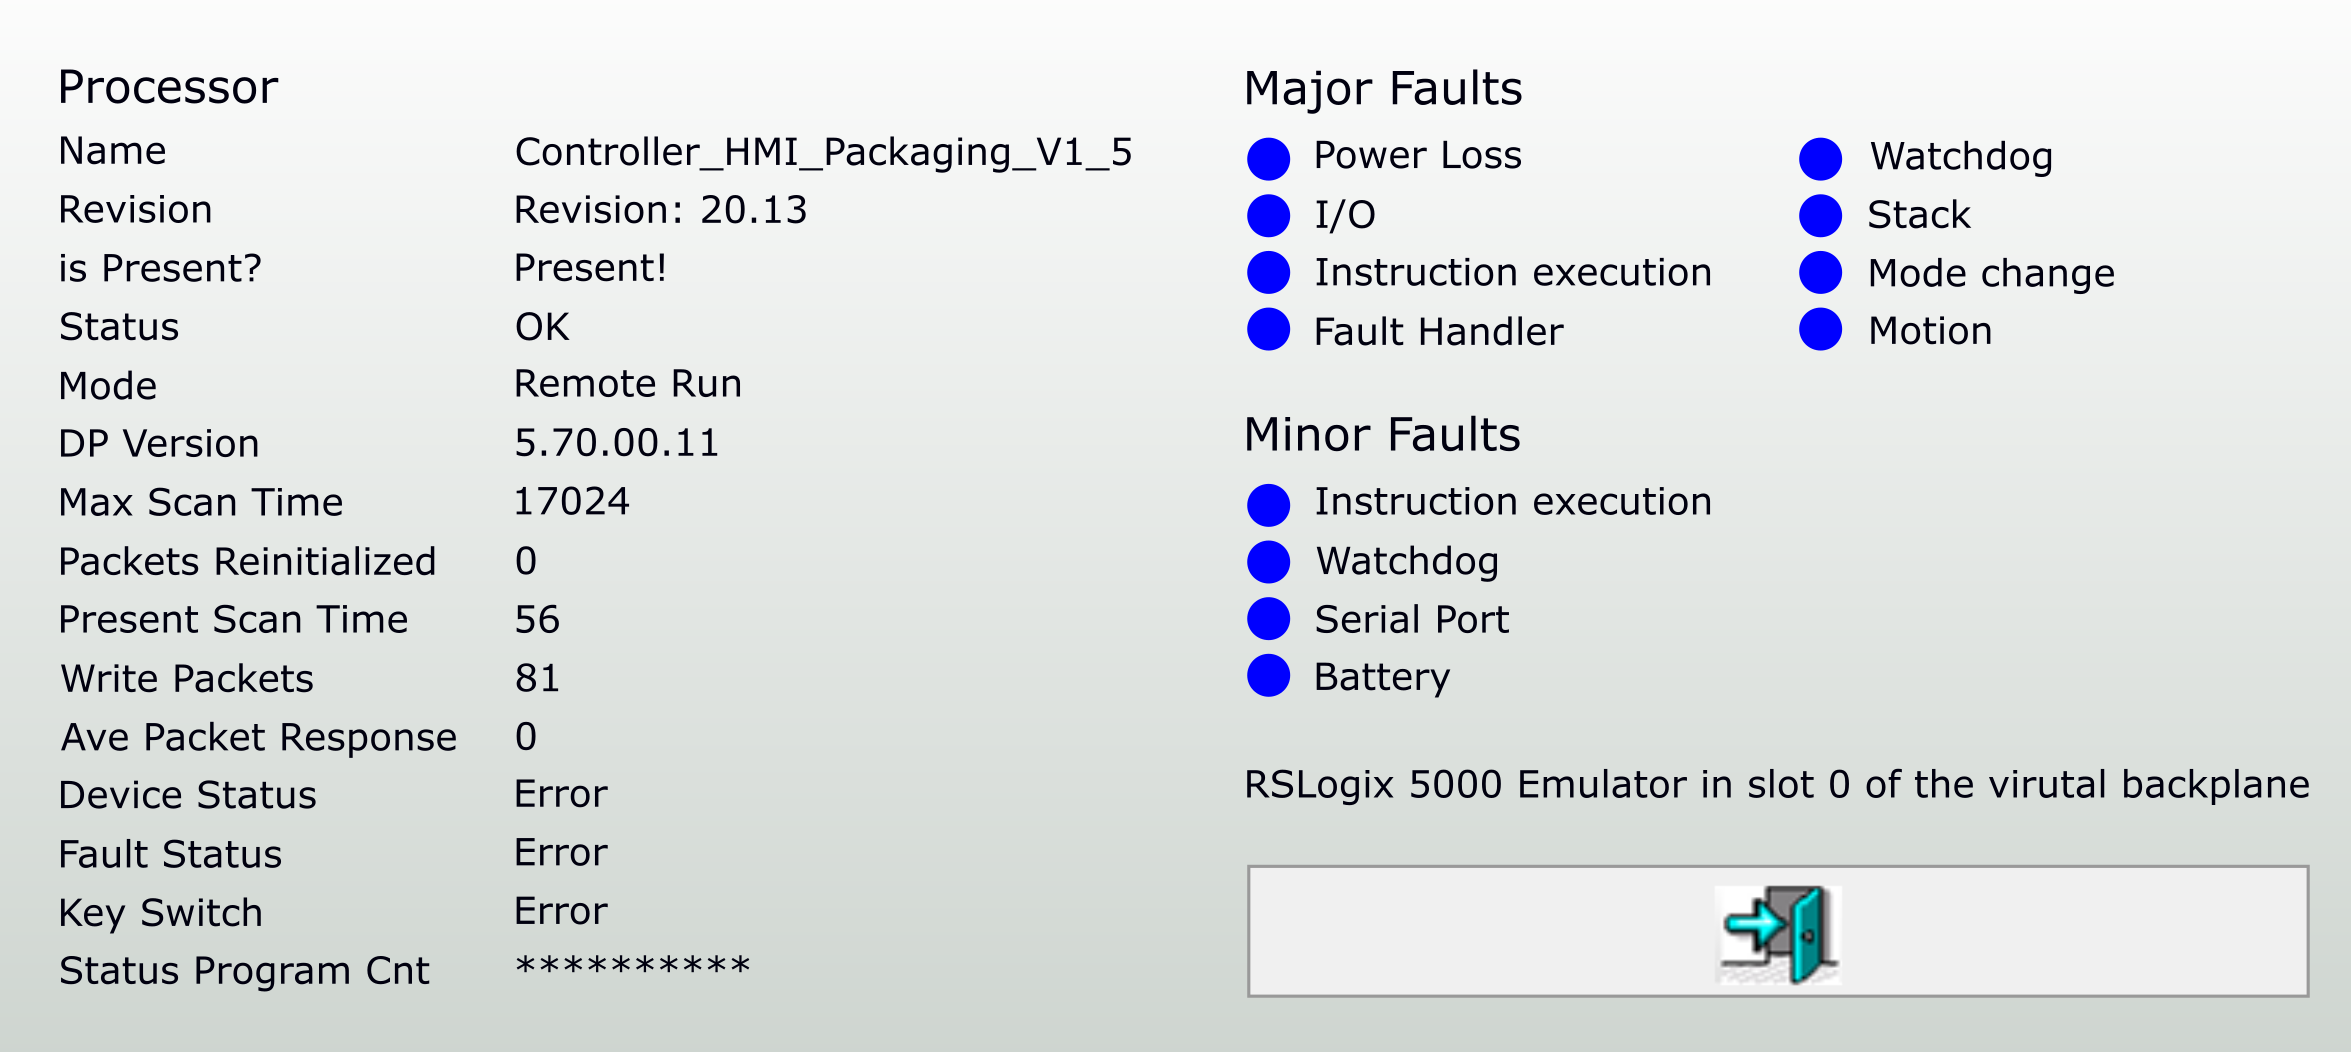 Processor
Name Controller_HMI_Packaging_V1_5
Revision Revision: 20.13
is Present? Present!
Status OK
Mode Remote Run
DP Version 5.70.00.11
Max Scan Time 17024
Packets Reinitialized 0
Present Scan Time 56
Write Packets 81
Ave Packet Response 0
Device Status Error
Fault Status Error
Key Switch Error
Status Program Cnt **********
Major Faults
Power Loss Watchdog
I/O Stack
Instruction execution Mode change
Fault Handler Motion
Minor Faults
Instruction execution
Watchdog
Serial Port
Battery
RSLogix 5000 Emulator in slot 0 of the virutal backplane